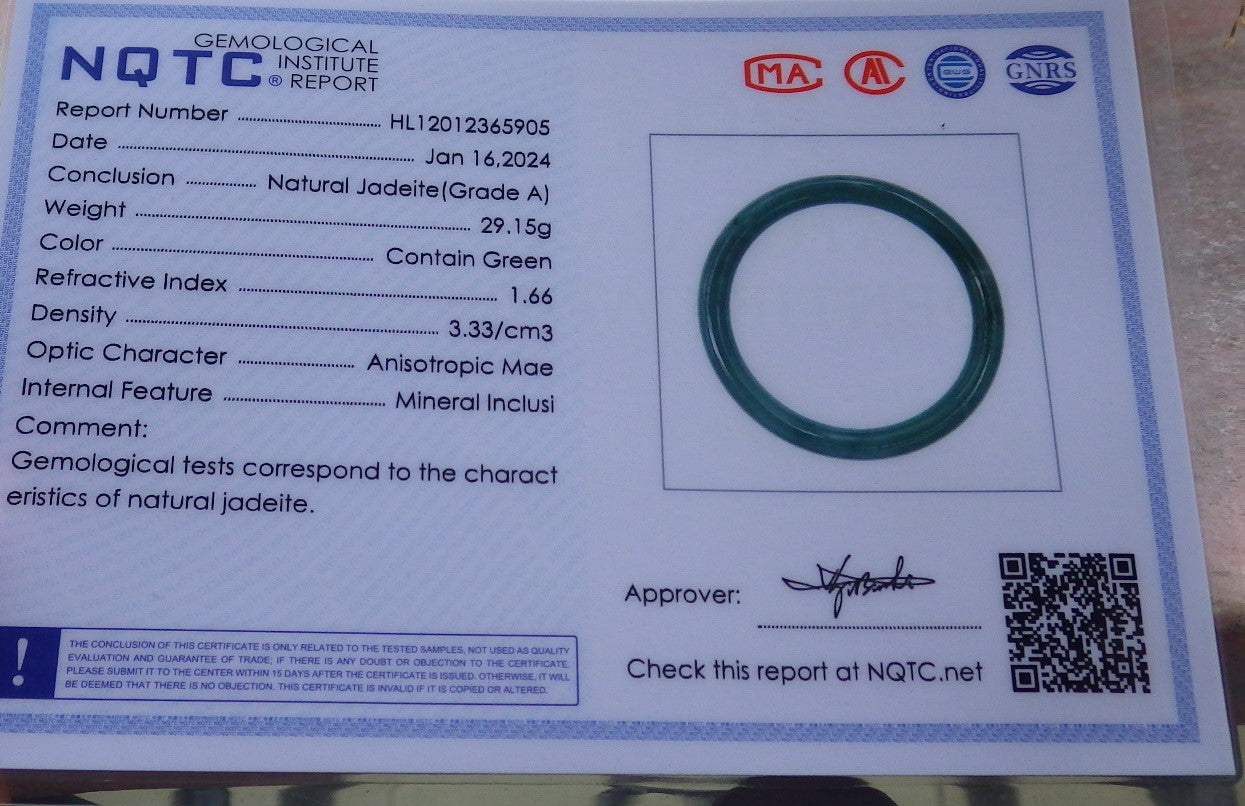 NQTC® GEMOLOGICAL INSTITUTE REPORT
Report Number HL12012365905
Date Jan 16,2024
Conclusion Natural Jadeite(Grade A)
Weight 29.15g
Color Contain Green
Refractive Index 1.66
Density 3.33/cm3
Optic Character Anisotropic Mae
Internal Feature Mineral Inclusi
Comment:
Gemological tests correspond to the charact
eristics of natural jadeite.
! THE CONCLUSION OF THIS CERTIFICATE IS ONLY RELATED TO THE TESTED SAMPLES, NOT USED AS QUALITY
EVALUATION AND GUARANTEE OF TRADE; IF THERE IS ANY DOUBT OR OBJECTION TO THE CERTIFICATE,
PLEASE SUBMIT IT TO THE CENTER WITHIN 15 DAYS AFTER THE CERTIFICATE IS ISSUED. OTHERWISE, IT WILL
BE DEEMED THAT THERE IS NO OBJECTION. THIS CERTIFICATE IS INVALID IF IT IS COPIED OR ALTERED.
MA
GNRS
Approver:
Check this report at NQTC.net